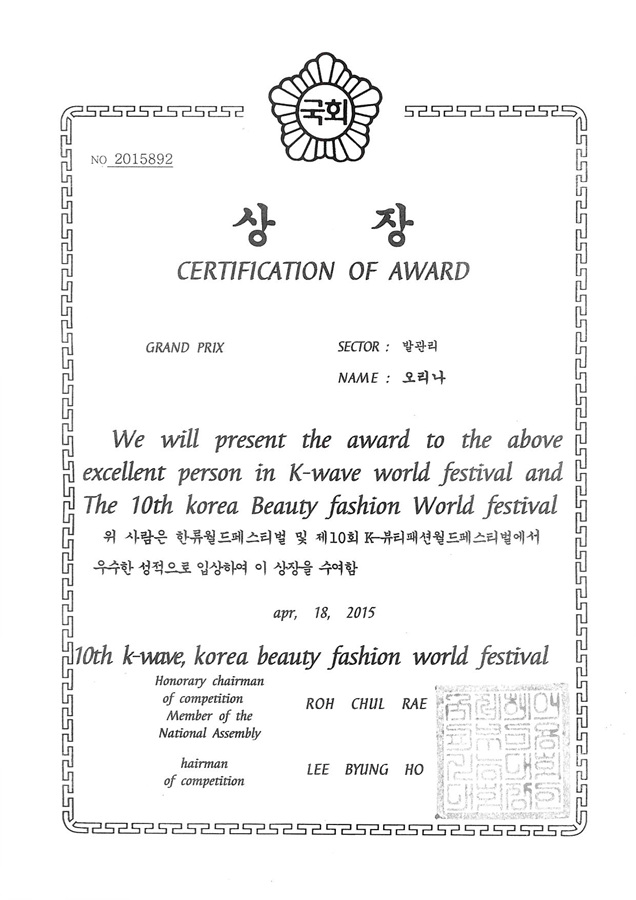 국회
NO 2015892
상 장
CERTIFICATION OF AWARD
GRAND PRIX
SECTOR : 발관리
NAME : 오리나
We will present the award to the above
excellent person in K-wave world festival and
The 10th korea Beauty fashion World festival
위 사람은 한류월드페스티벌 및 제10회 K-뷰티패션월드페스티벌에서
우수한 성적으로 입상하여 이 상장을 수여함
apr, 18, 2015
10th k-wave, korea beauty fashion world festival
Honorary chairman
of competition
Member of the
National Assembly
ROH CHUL RAE
hairman
of competition
LEE BYUNG HO